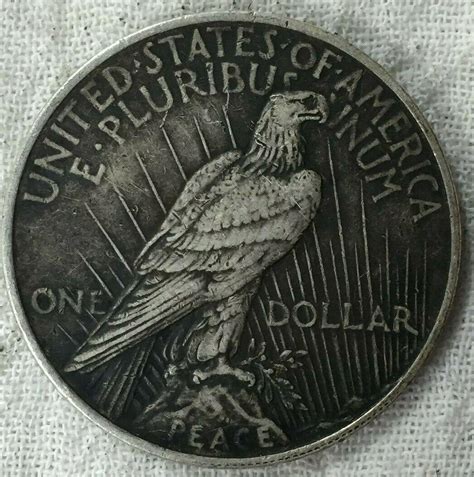 UNITED·STATES·OF·AMERICA
E·PLURIBUS UNUM
ONE DOLLAR
PEACE